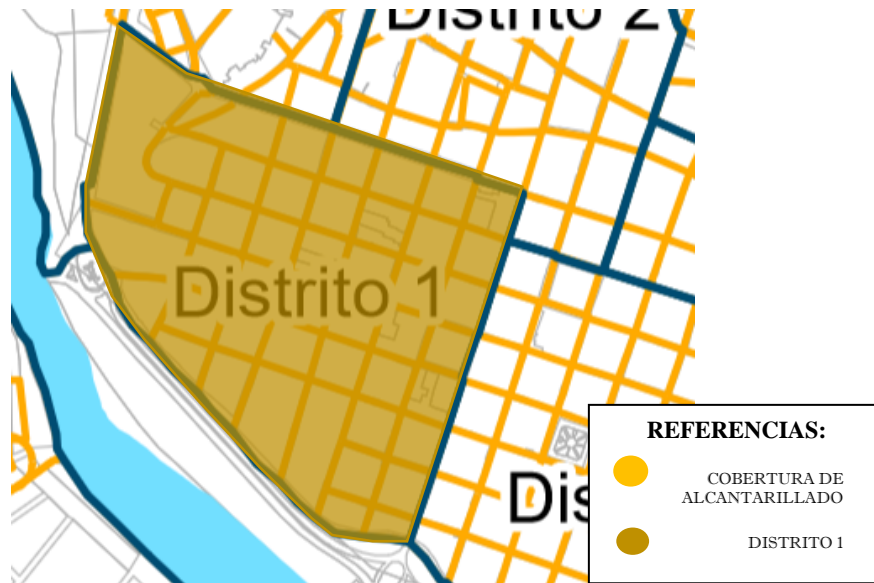 Distrito 2
Distrito 1
Dis
REFERENCIAS:
COBERTURA DE
ALCANTARILLADO
DISTRITO 1